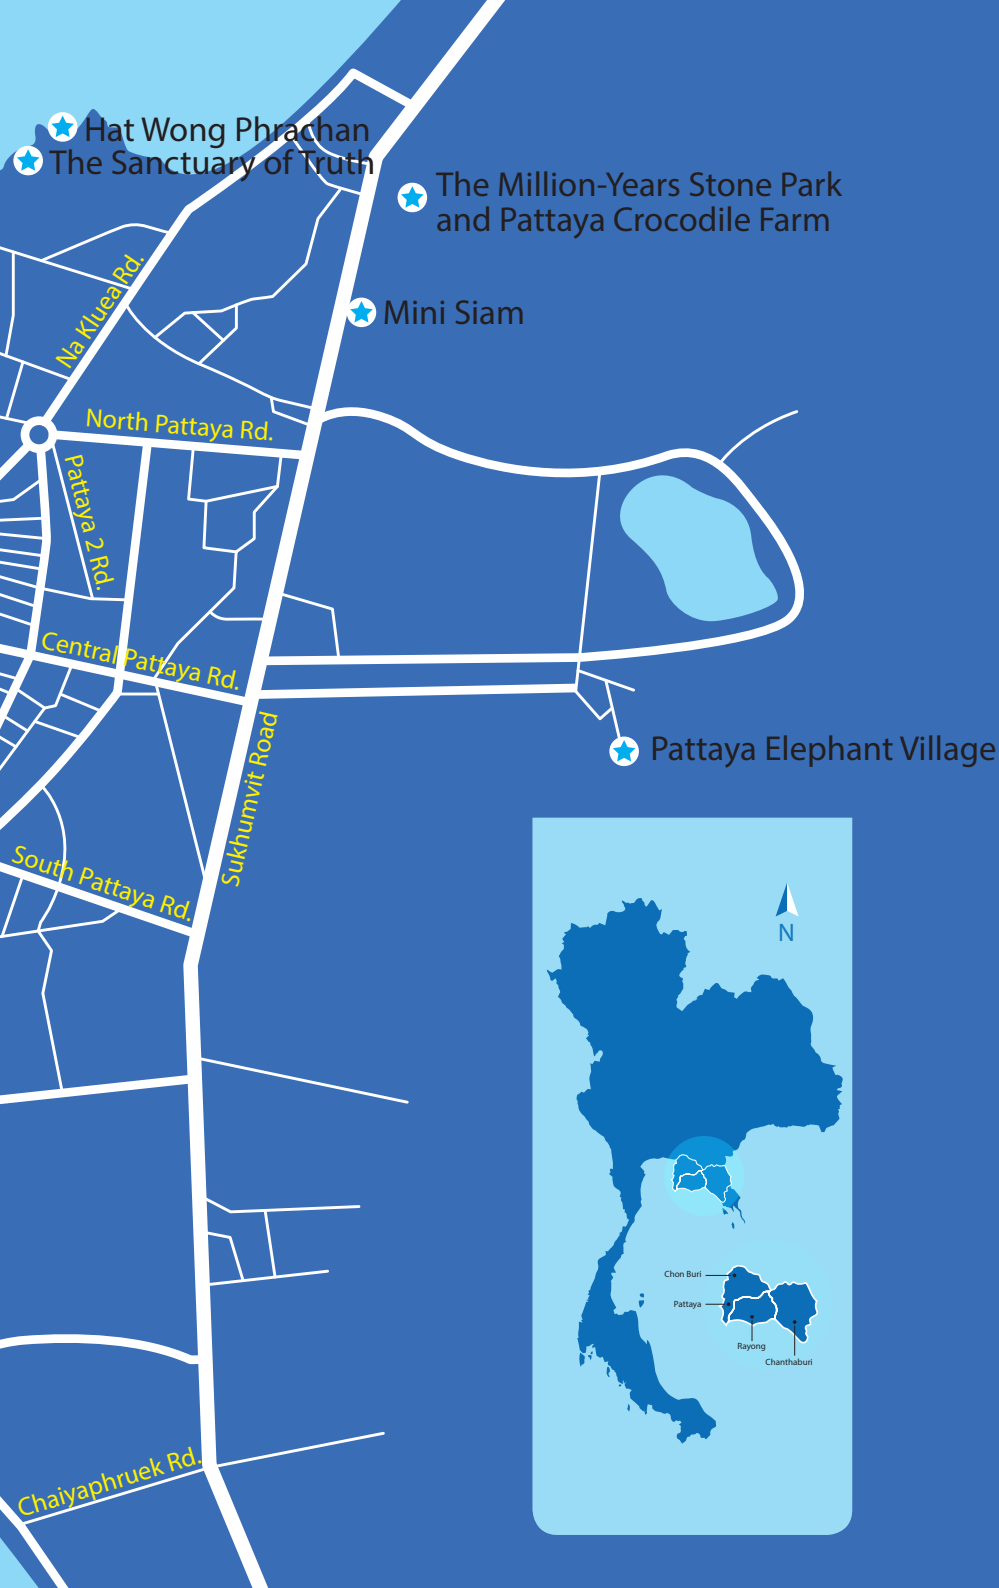 Hat Wong Phrachan
The Sanctuary of Truth
The Million-Years Stone Park
and Pattaya Crocodile Farm
Na Kluea Rd.
Mini Siam
North Pattaya Rd.
Pattaya 2 Rd.
Central Pattaya Rd.
Sukhumvit Road
Pattaya Elephant Village
South Pattaya Rd.
N
Chon Buri
Pattaya
Rayong
Chanthaburi
Chaiyaphruek Rd.